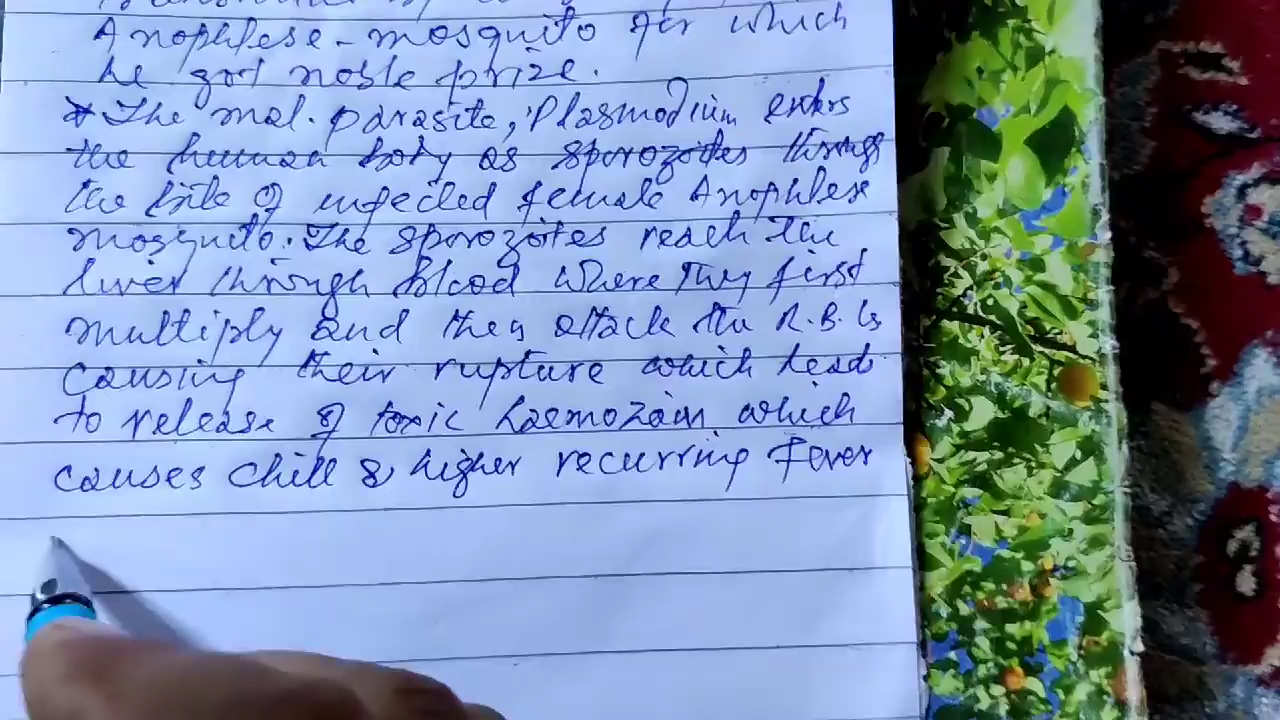 Anophlese-mosquito for which
he got noble prize.
* The mal. parasite, Plasmodium enters
the human body as sporozoites through
the bite of infected female Anophlese
mosquito. The sporozoites reach the
liver through blood where they first
multiply and then attack the R.B.Cs
causing their rupture which leads
to release of toxic haemozoin which
causes chill & higher recurring fever